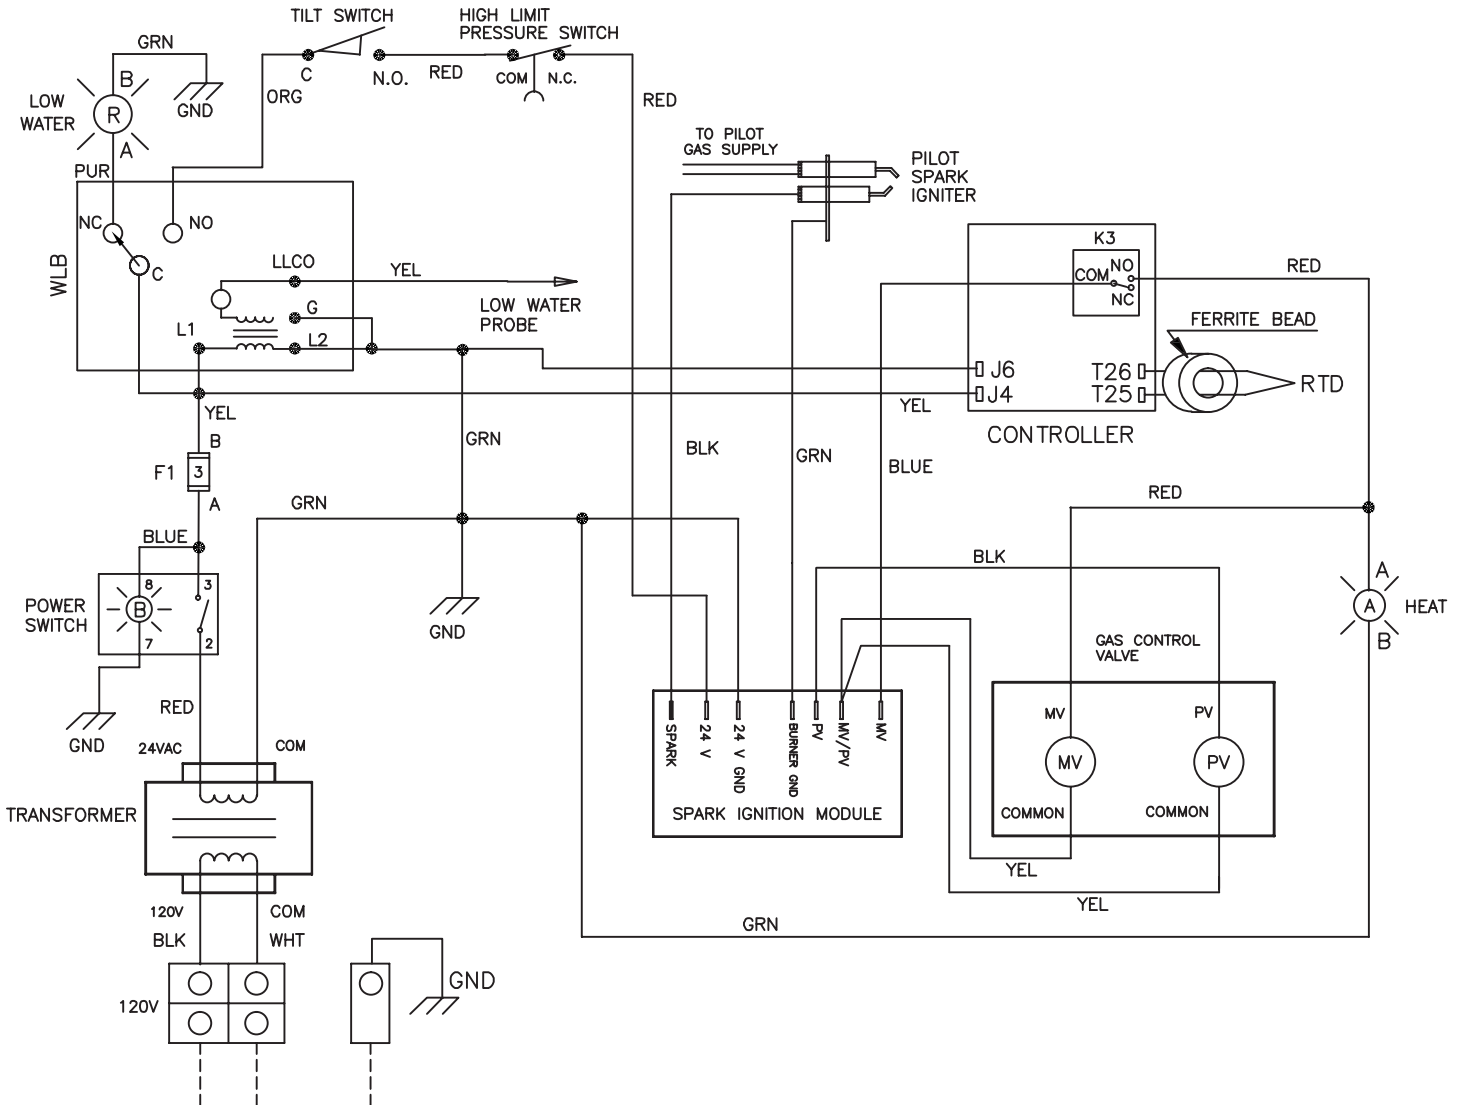 TILT SWITCH
HIGH LIMIT
PRESSURE SWITCH
GRN
B
GND
LOW
WATER
R
A
PUR
ORG
C
N.O.
RED
COM
N.C.
RED
TO PILOT
GAS SUPPLY
PILOT
SPARK
IGNITER
NC
NO
C
WLB
LLCO
YEL
LOW WATER
PROBE
G
L1
L2
K3
COM
NO
NC
RED
FERRITE BEAD
J6
J4
T26
T25
RTD
CONTROLLER
YEL
YEL
B
F1
3
A
GRN
BLK
GRN
BLUE
GRN
BLUE
RED
BLK
POWER
SWITCH
8
3
B
7
2
GND
GND
RED
A
A
HEAT
B
GAS CONTROL
VALVE
MV
PV
MV
PV
COMMON
COMMON
SPARK
24 V
24 V GND
BURNER GND
PV
MV/PV
MV
SPARK IGNITION MODULE
YEL
YEL
GRN
24VAC
COM
TRANSFORMER
120V
COM
BLK
WHT
120V
GND